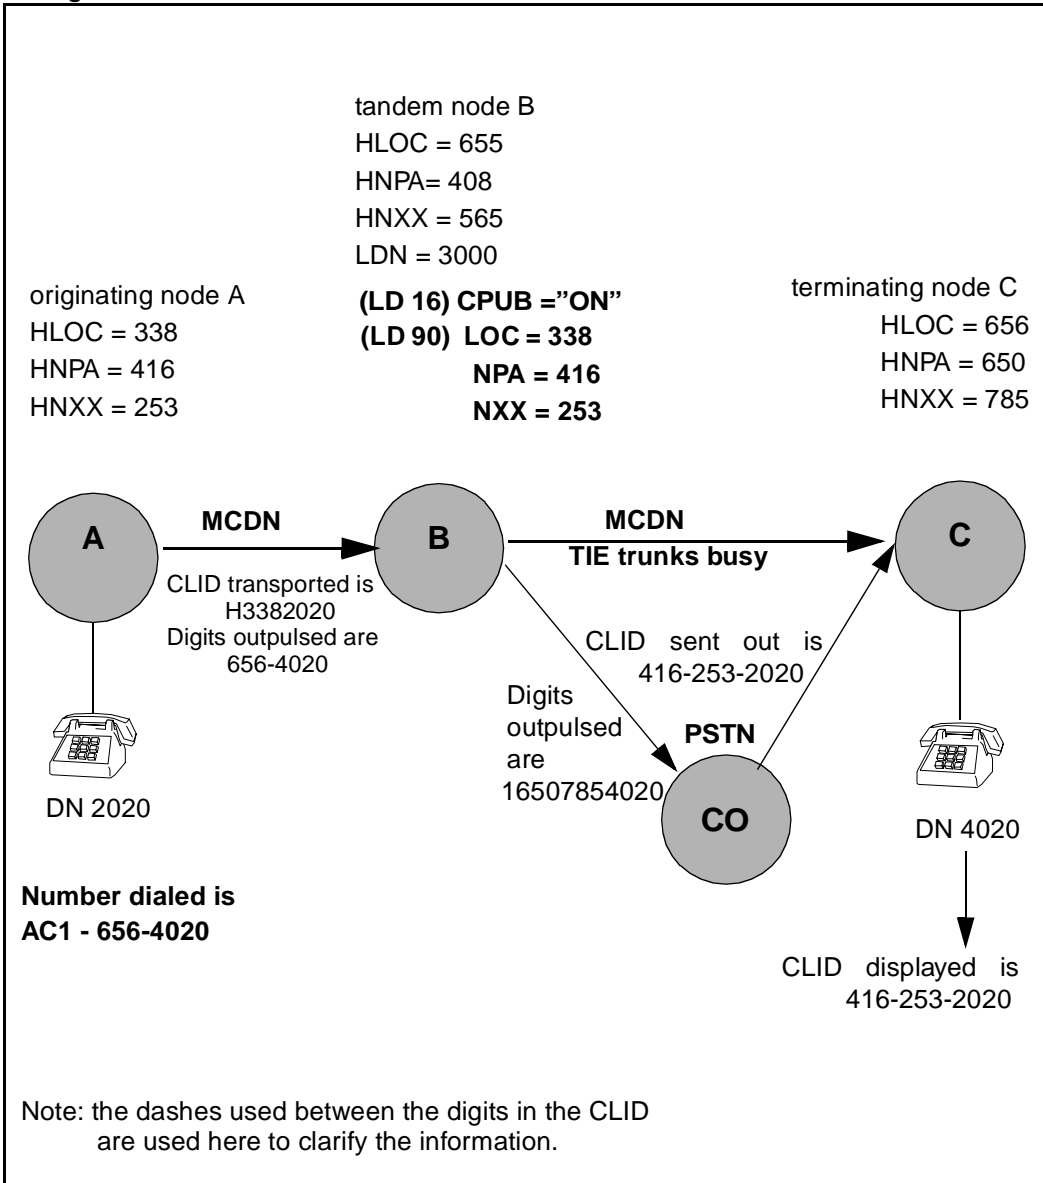 tandem node B
HLOC = 655
HNPA= 408
HNXX = 565
LDN = 3000
(LD 16) CPUB ="ON"
(LD 90) LOC = 338
NPA = 416
NXX = 253
originating node A
HLOC = 338
HNPA = 416
HNXX = 253
terminating node C
HLOC = 656
HNPA = 650
HNXX = 785
A
MCDN
CLID transported is
H3382020
Digits outpulsed are
656-4020
B
MCDN
TIE trunks busy
C
CLID sent out is
416-253-2020
Digits
outpulsed
are
16507854020
PSTN
CO
DN 2020
DN 4020
Number dialed is
AC1 - 656-4020
CLID displayed is
416-253-2020
Note: the dashes used between the digits in the CLID
are used here to clarify the information.